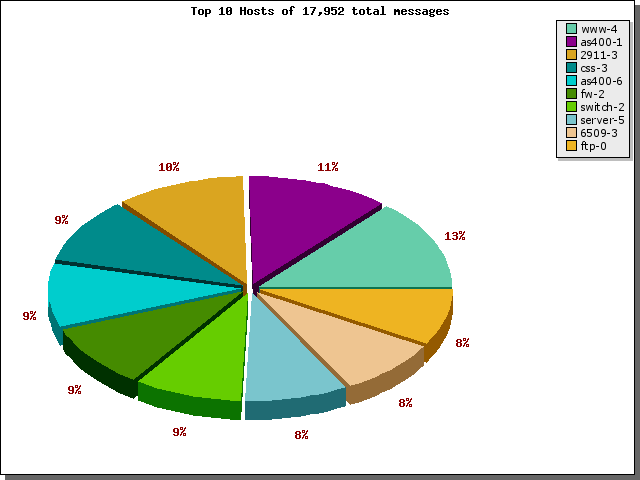 Top 10 Hosts of 17,952 total messages
www-4
as400-1
2911-3
css-3
as400-6
fw-2
switch-2
server-5
6509-3
ftp-0
10%
11%
9%
13%
9%
8%
9%
8%
9%
8%